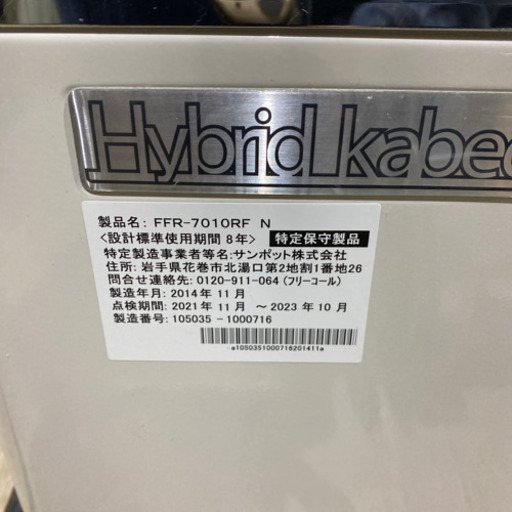 Hybrid kabec
製品名: FFR-7010RF N
<設計標準使用期間 8年> 特定保守製品
特定製造事業者等名:サンポット株式会社
住所: 岩手県花巻市北湯口第2地割1番地26
問合せ連絡先: 0120-911-064 (フリーコール)
製造年月: 2014年 11月
点検期間: 2021年 11月 ～2023年 10月
製造番号: 105035 -1000716
a1050351000716201411a